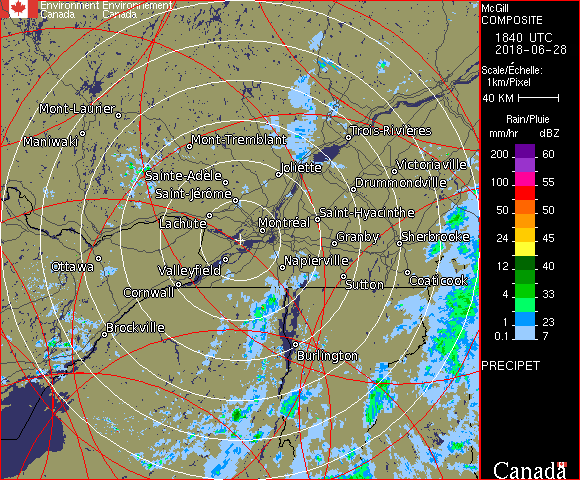 Environment Environnement
Canada Canada
McGill
COMPOSITE
1840 UTC
2018-06-28
Scale/Échelle:
1km/Pixel
40 KM
Rain/Pluie
mm/hr dBZ
200 60
100 55
50 50
24 45
12 40
4 33
1 23
0.1 7
PRECIPET
Canada
Mont-Laurier
Maniwaki
Mont-Tremblant
Trois-Rivières
Joliette
Victoriaville
Sainte-Adèle
Drummondville
Saint-Jérôme
Lachute
Saint-Hyacinthe
Montréal
Granby
Sherbrooke
Ottawa
Valleyfield
Napierville
Cornwall
Sutton
Coaticook
Brockville
Burlington